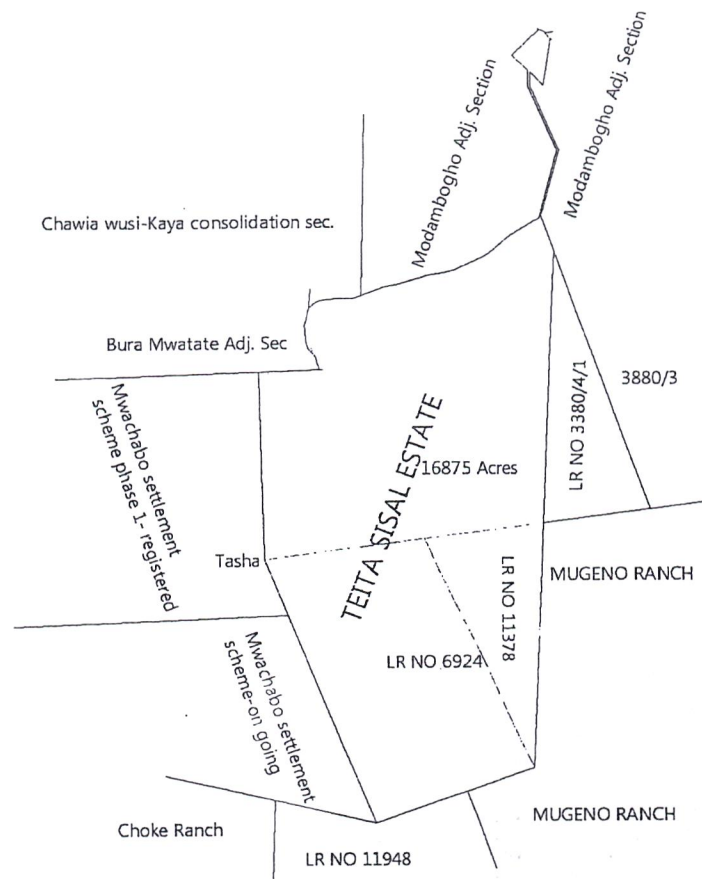 Modambogho Adj. Section
Modambogho Adj. Section
Chawia wusi-Kaya consolidation sec.
Bura Mwatate Adj. Sec
Mwachabo settlement
scheme phase 1- registered
TEITA SISAL ESTATE
16875 Acres
LR NO 3380/4/1
3880/3
Tasha
LR NO 11378
MUGENO RANCH
LR NO 6924
Mwachabo settlement
scheme-on going
Choke Ranch
MUGENO RANCH
LR NO 11948